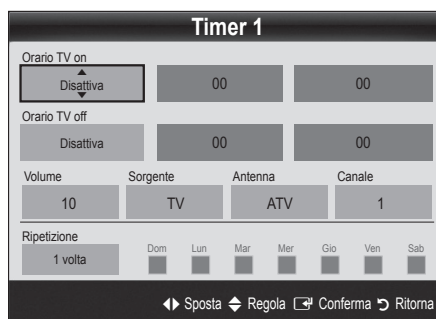 Timer 1
Orario TV on
Disattiva 00 00
Orario TV off
Disattiva 00 00
Volume Sorgente Antenna Canale
10 TV ATV 1
Ripetizione
Dom Lun Mar Mer Gio Ven Sab
1 volta
Sposta Regola Conferma Ritorna